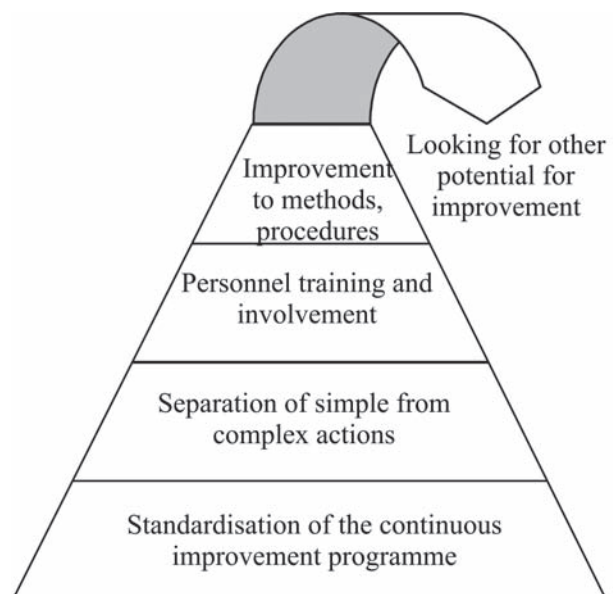 Looking for other
potential for
improvement
Improvement
to methods,
procedures
Personnel training and
involvement
Separation of simple from
complex actions
Standardisation of the continuous
improvement programme